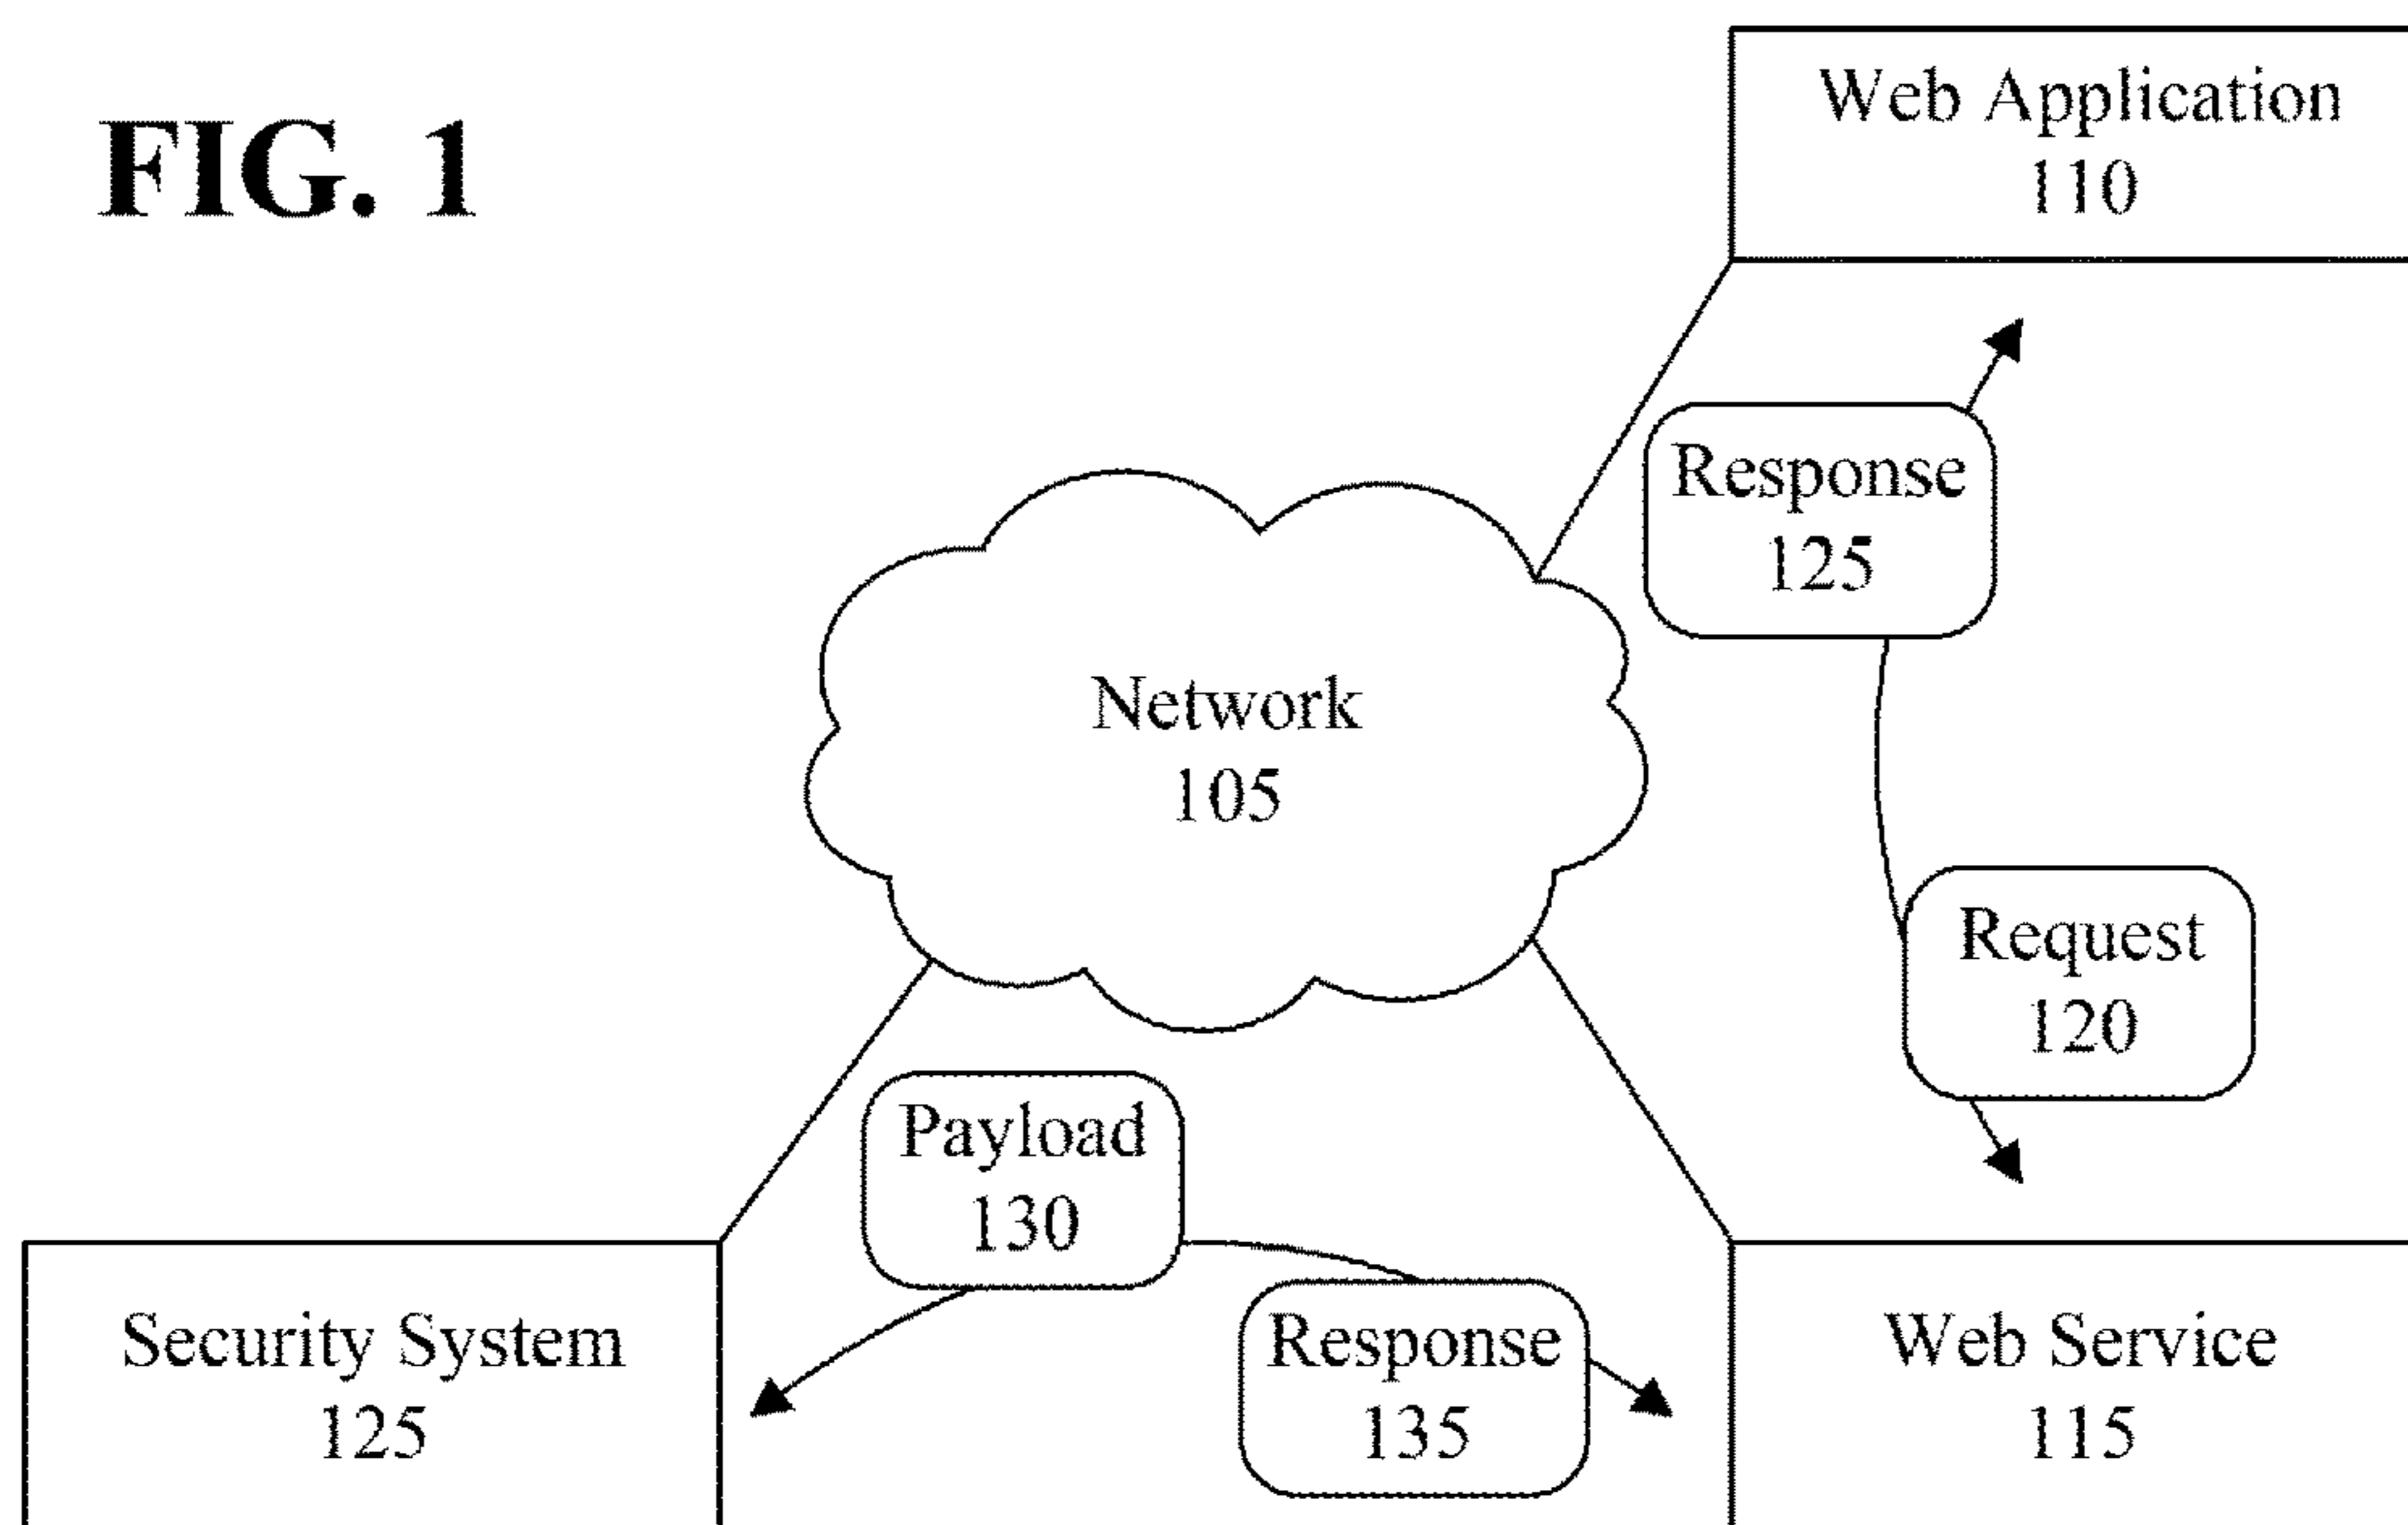 FIG. 1
Web Application
110
Response
125
Network
105
Request
120
Payload
130
Security System
125
Response
135
Web Service
115